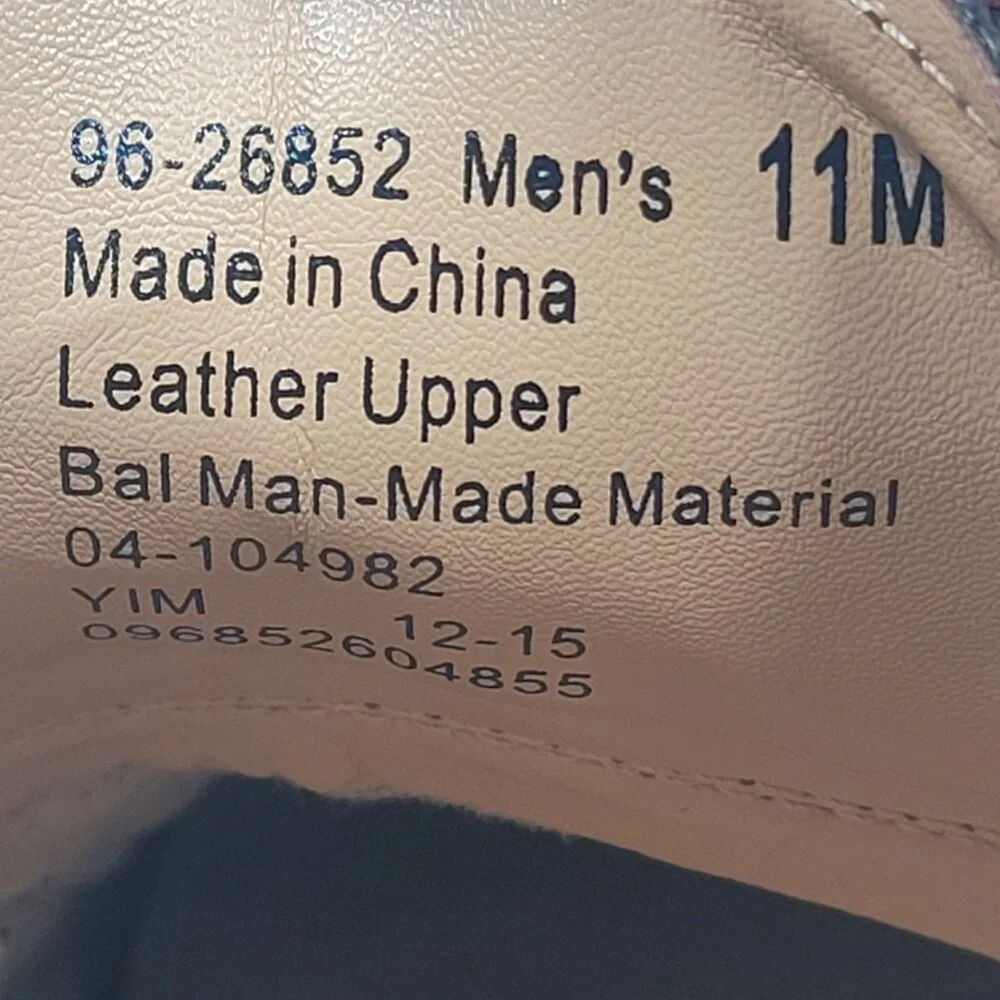 96-26852 Men's 11M
Made in China
Leather Upper
Bal Man-Made Material
04-104982
YIM 12-15
096852604855